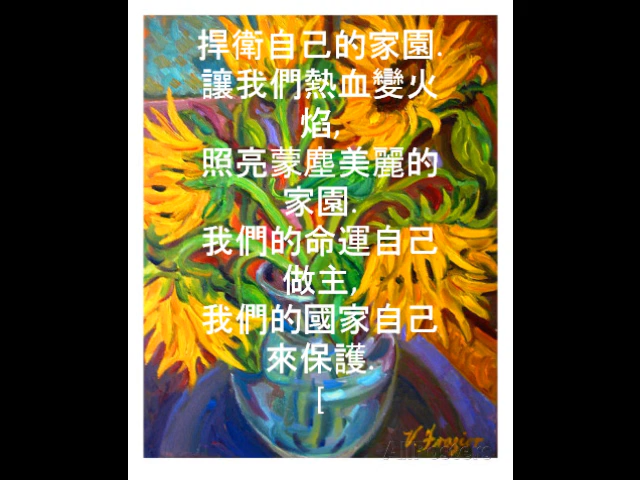 捍衛自己的家園.
讓我們熱血變火
焰,
照亮蒙塵美麗的
家園.
我們的命運自己
做主,
我們的國家自己
來保護.
[
V. Frazier
AllPosters